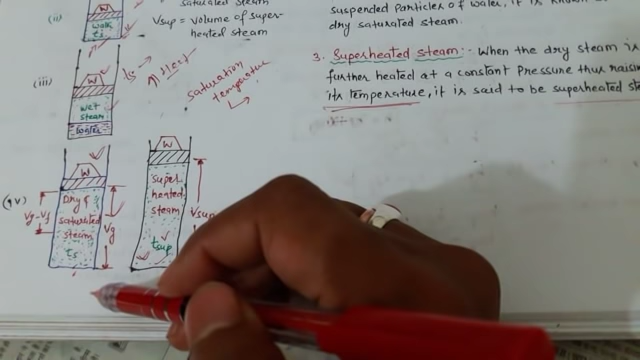 saturated steam
(ii)
W
water
ts
Vsup = volume of super-
heated steam
suspended particles of water, it is known
dry saturated steam.
3. Superheated steam:- When the dry steam is
further heated at a constant Pressure thus raisin
its temperature, it is said to be superheated st
(iii)
W
wet
steam
water
ts
saturation
temperature
(iv)
W
Dry &
saturated
steam
ts
Vg-Vf
Vg
W
super
heated
steam
tsup
Vsup